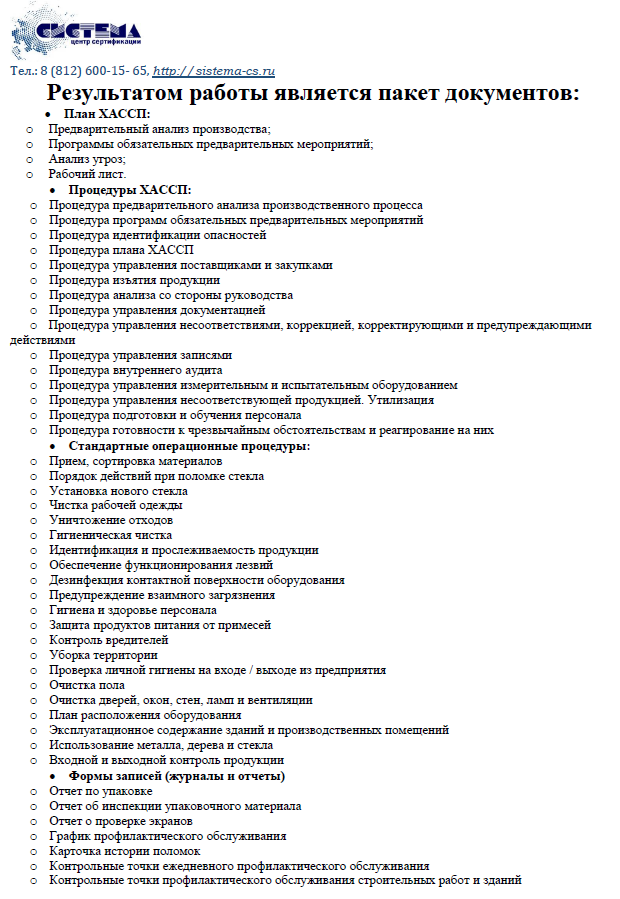 СИСТЕМА
центр сертификации
Тел.: 8 (812) 600-15- 65, http://sistema-cs.ru
Результатом работы является пакет документов:
• План ХАССП:
o Предварительный анализ производства;
o Программы обязательных предварительных мероприятий;
o Анализ угроз;
o Рабочий лист.
• Процедуры ХАССП:
o Процедура предварительного анализа производственного процесса
o Процедура программ обязательных предварительных мероприятий
o Процедура идентификации опасностей
o Процедура плана ХАССП
o Процедура управления поставщиками и закупками
o Процедура изъятия продукции
o Процедура анализа со стороны руководства
o Процедура управления документацией
o Процедура управления несоответствиями, коррекцией, корректирующими и предупреждающими
действиями
o Процедура управления записями
o Процедура внутреннего аудита
o Процедура управления измерительным и испытательным оборудованием
o Процедура управления несоответствующей продукцией. Утилизация
o Процедура подготовки и обучения персонала
o Процедура готовности к чрезвычайным обстоятельствам и реагирование на них
• Стандартные операционные процедуры:
o Прием, сортировка материалов
o Порядок действий при поломке стекла
o Установка нового стекла
o Чистка рабочей одежды
o Уничтожение отходов
o Гигиеническая чистка
o Идентификация и прослеживаемость продукции
o Обеспечение функционирования лезвий
o Дезинфекция контактной поверхности оборудования
o Предупреждение взаимного загрязнения
o Гигиена и здоровье персонала
o Защита продуктов питания от примесей
o Контроль вредителей
o Уборка территории
o Проверка личной гигиены на входе / выходе из предприятия
o Очистка пола
o Очистка дверей, окон, стен, ламп и вентиляции
o План расположения оборудования
o Эксплуатационное содержание зданий и производственных помещений
o Использование металла, дерева и стекла
o Входной и выходной контроль продукции
• Формы записей (журналы и отчеты)
o Отчет по упаковке
o Отчет об инспекции упаковочного материала
o Отчет о проверке экранов
o График профилактического обслуживания
o Карточка истории поломок
o Контрольные точки ежедневного профилактического обслуживания
o Контрольные точки профилактического обслуживания строительных работ и зданий